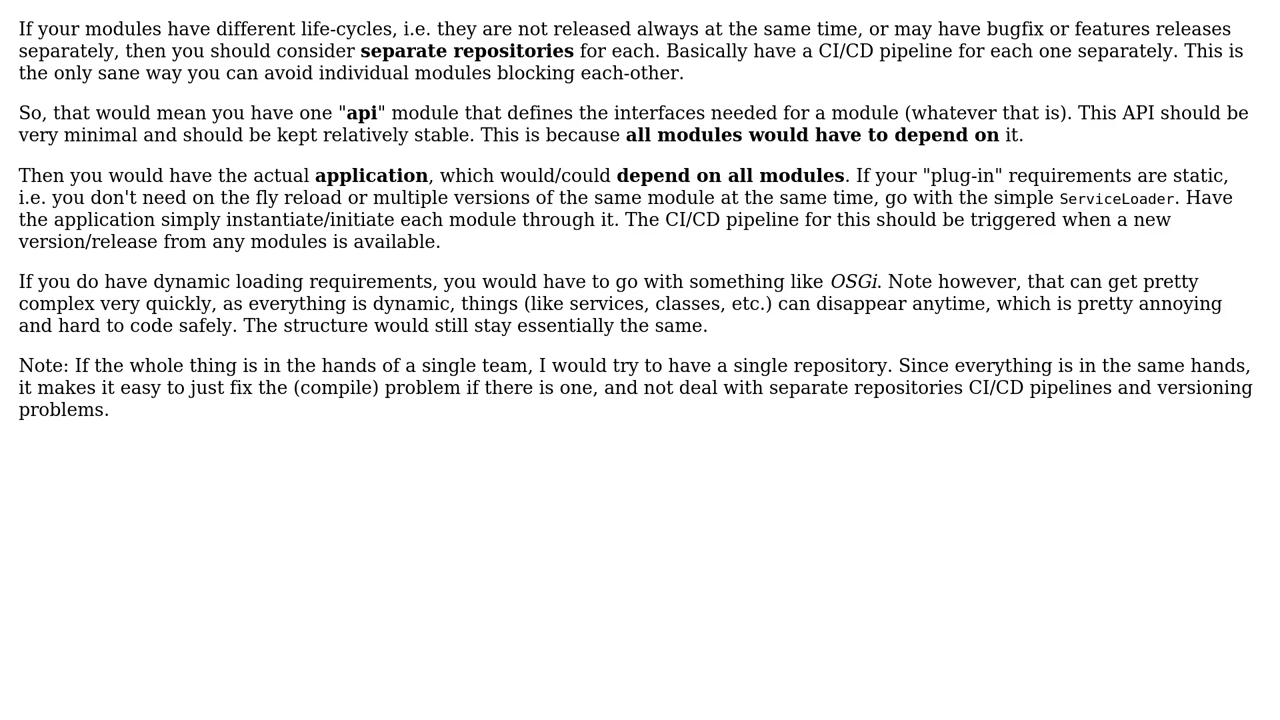 If your modules have different life-cycles, i.e. they are not released always at the same time, or may have bugfix or features releases
separately, then you should consider separate repositories for each. Basically have a CI/CD pipeline for each one separately. This is
the only sane way you can avoid individual modules blocking each-other.
So, that would mean you have one "api" module that defines the interfaces needed for a module (whatever that is). This API should be
very minimal and should be kept relatively stable. This is because all modules would have to depend on it.
Then you would have the actual application, which would/could depend on all modules. If your "plug-in" requirements are static,
i.e. you don't need on the fly reload or multiple versions of the same module at the same time, go with the simple ServiceLoader. Have
the application simply instantiate/initiate each module through it. The CI/CD pipeline for this should be triggered when a new
version/release from any modules is available.
If you do have dynamic loading requirements, you would have to go with something like OSGi. Note however, that can get pretty
complex very quickly, as everything is dynamic, things (like services, classes, etc.) can disappear anytime, which is pretty annoying
and hard to code safely. The structure would still stay essentially the same.
Note: If the whole thing is in the hands of a single team, I would try to have a single repository. Since everything is in the same hands,
it makes it easy to just fix the (compile) problem if there is one, and not deal with separate repositories CI/CD pipelines and versioning
problems.